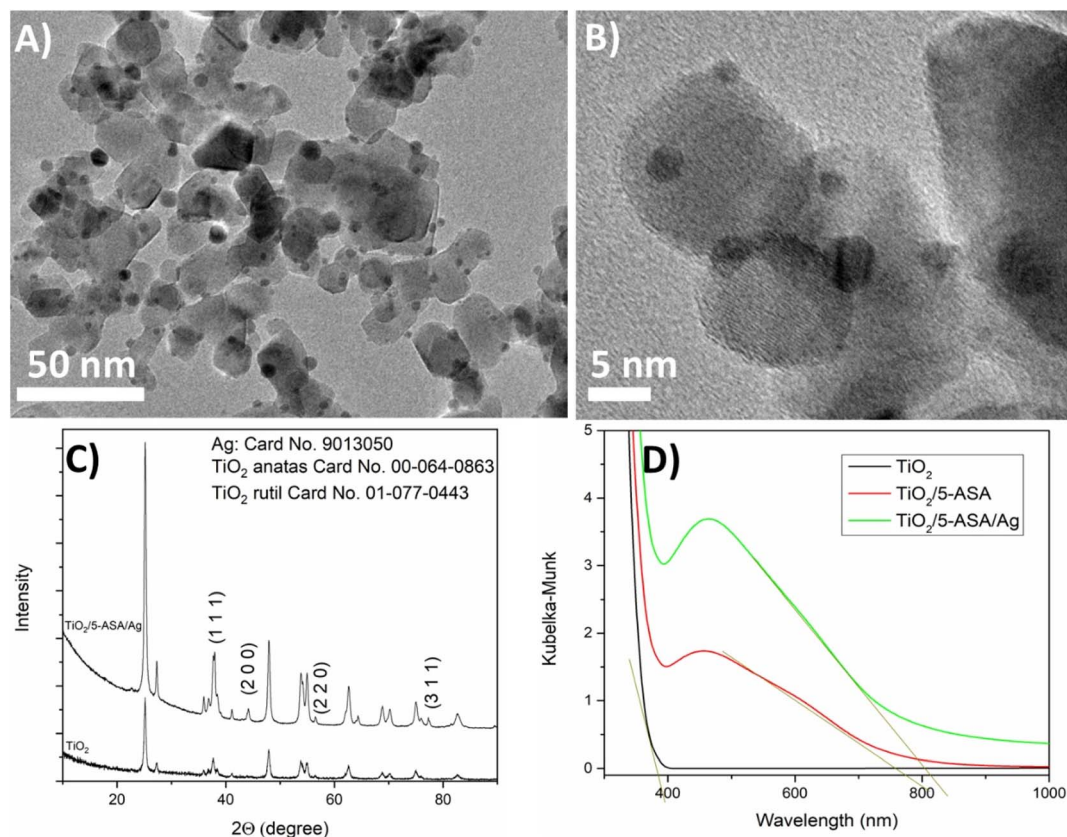 A)
50 nm
B)
5 nm
C)
Ag: Card No. 9013050
TiO₂ anatas Card No. 00-064-0863
TiO₂ rutil Card No. 01-077-0443
Intensity
TiO₂/5-ASA/Ag
(1 1 1)
(2 0 0)
(2 2 0)
(3 1 1)
TiO₂
20
40
60
80
2Θ (degree)
D)
TiO₂
TiO₂/5-ASA
TiO₂/5-ASA/Ag
Kubelka-Munk
5
4
3
2
1
0
400
600
800
1000
Wavelength (nm)